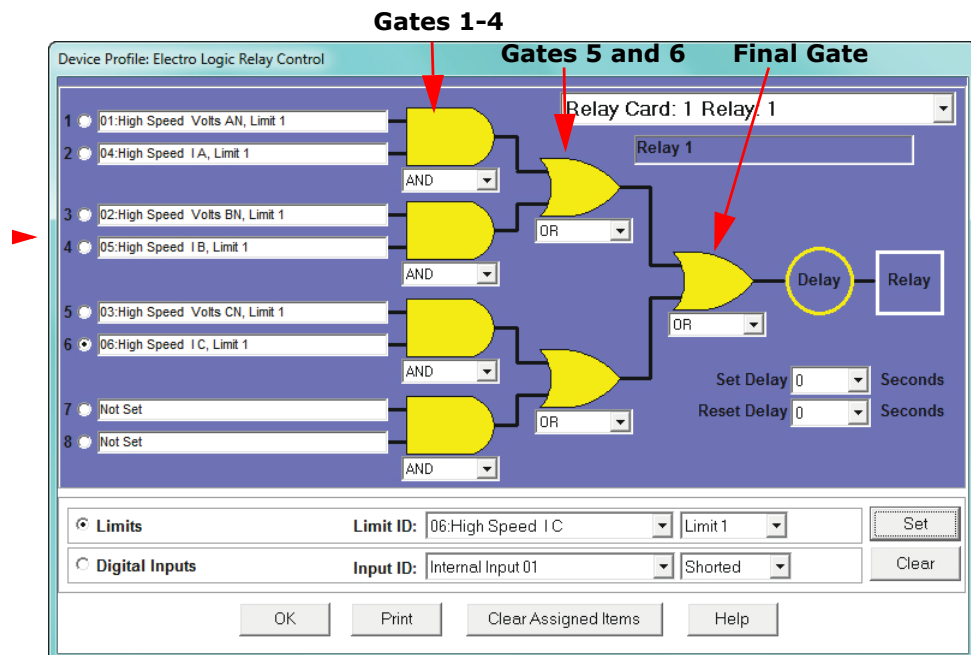 Gates 1-4
Gates 5 and 6
Final Gate
Device Profile: Electro Logic Relay Control
Relay Card: 1 Relay: 1
Relay 1
1 01:High Speed Volts AN, Limit 1
2 04:High Speed I A, Limit 1
AND
3 02:High Speed Volts BN, Limit 1
4 05:High Speed I B, Limit 1
AND
OR
5 03:High Speed Volts CN, Limit 1
6 06:High Speed I C, Limit 1
AND
7 Not Set
8 Not Set
AND
OR
OR
Delay
Relay
Set Delay 0 Seconds
Reset Delay 0 Seconds
Limits Limit ID: 06:High Speed I C Limit 1 Set
Digital Inputs Input ID: Internal Input 01 Shorted Clear
OK Print Clear Assigned Items Help